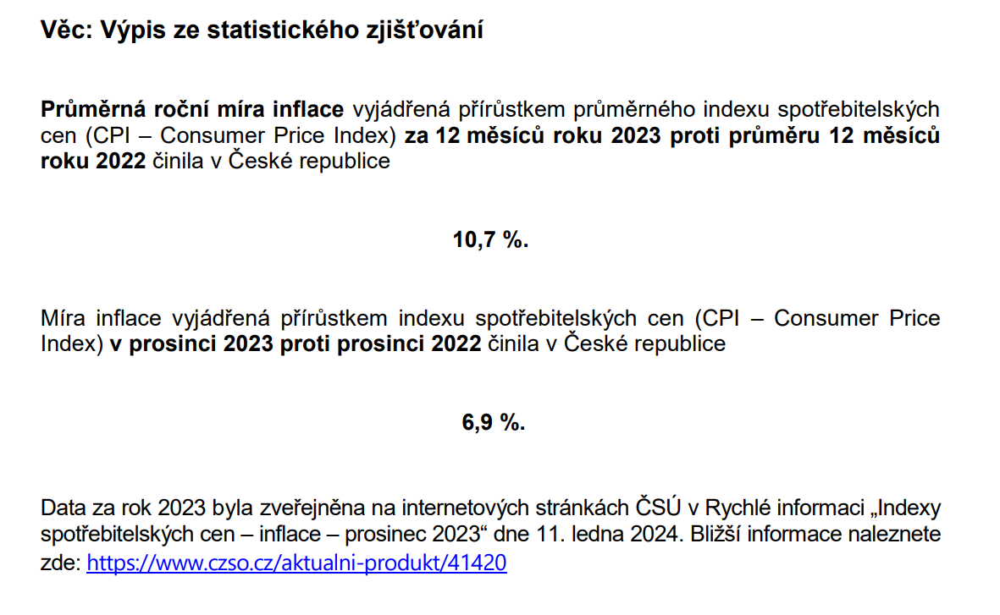 Věc: Výpis ze statistického zjišťování
Průměrná roční míra inflace vyjádřená přírůstkem průměrného indexu spotřebitelských
cen (CPI – Consumer Price Index) za 12 měsíců roku 2023 proti průměru 12 měsíců
roku 2022 činila v České republice
10,7 %.
Míra inflace vyjádřená přírůstkem indexu spotřebitelských cen (CPI – Consumer Price
Index) v prosinci 2023 proti prosinci 2022 činila v České republice
6,9 %.
Data za rok 2023 byla zveřejněna na internetových stránkách ČSÚ v Rychlé informaci „Indexy
spotřebitelských cen – inflace – prosinec 2023“ dne 11. ledna 2024. Bližší informace naleznete
zde: https://www.czso.cz/aktualni-produkt/41420